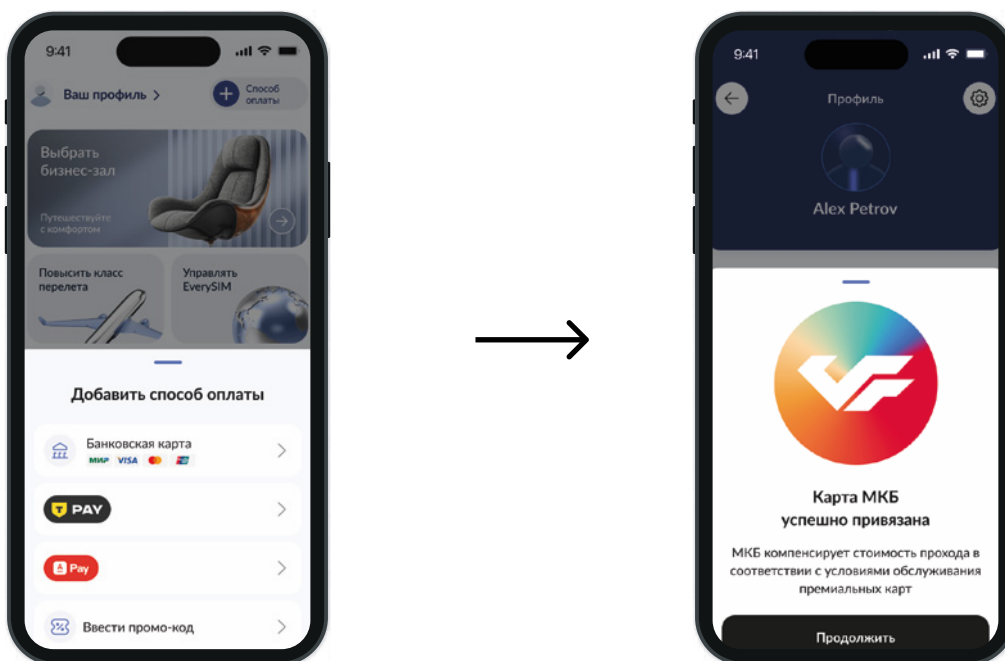 9:41
Ваш профиль >
Способ
оплаты
Выбрать
бизнес-зал
Путешествуйте
с комфортом
Повысить класс
перелета
Управлять
EverySIM
Добавить способ оплаты
Банковская карта
МИР VISA
T PAY
A Pay
Ввести промо-код
9:41
Профиль
Alex Petrov
Карта МКБ
успешно привязана
МКБ компенсирует стоимость прохода в
соответствии с условиями обслуживания
премиальных карт
Продолжить